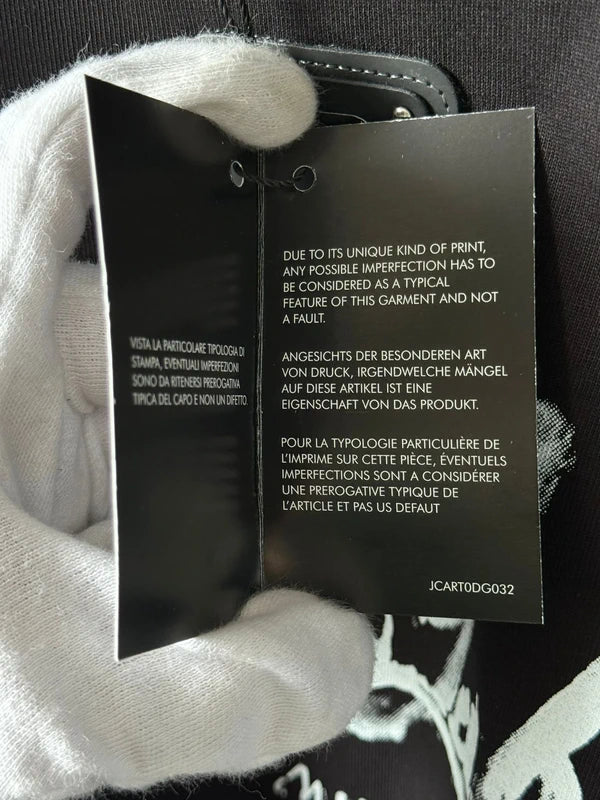 VISTA LA PARTICOLARE TIPOLOGIA DI
STAMPA, EVENTUALI IMPERFEZIONI
SONO DA RITENERSI PREROGATIVA
TIPICA DEL CAPO E NON UN DIFETTO.
DUE TO ITS UNIQUE KIND OF PRINT,
ANY POSSIBLE IMPERFECTION HAS TO
BE CONSIDERED AS A TYPICAL
FEATURE OF THIS GARMENT AND NOT
A FAULT.
ANGESICHTS DER BESONDEREN ART
VON DRUCK, IRGENDWELCHE MÄNGEL
AUF DIESE ARTIKEL IST EINE
EIGENSCHAFT VON DAS PRODUKT.
POUR LA TYPOLOGIE PARTICULIÈRE DE
L'IMPRIME SUR CETTE PIÈCE, ÉVENTUELS
IMPERFECTIONS SONT A CONSIDÉRER
UNE PREROGATIVE TYPIQUE DE
L'ARTICLE ET PAS US DEFAUT
JCART0DG032